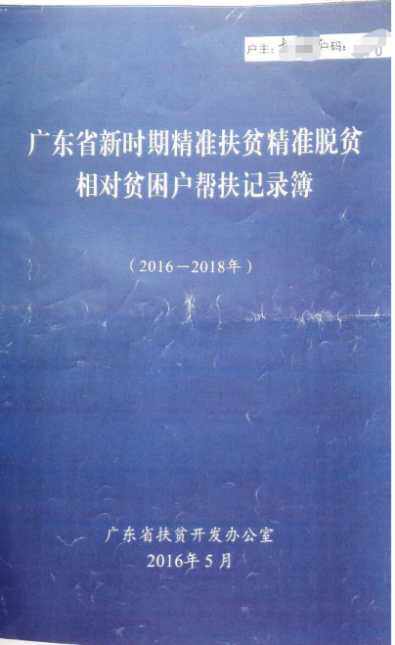 户主： 户码：
广东省新时期精准扶贫精准脱贫
相对贫困户帮扶记录簿
（2016－2018年）
广东省扶贫开发办公室
2016年5月